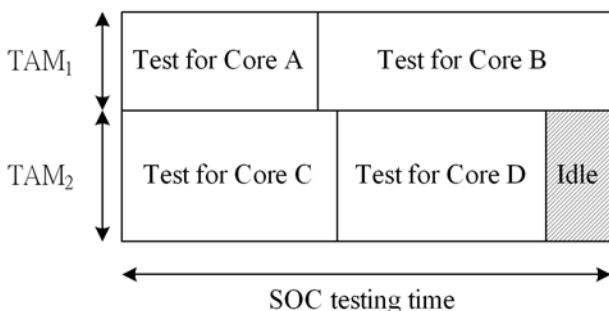 TAM₁
Test for Core A
Test for Core B
TAM₂
Test for Core C
Test for Core D
Idle
SOC testing time